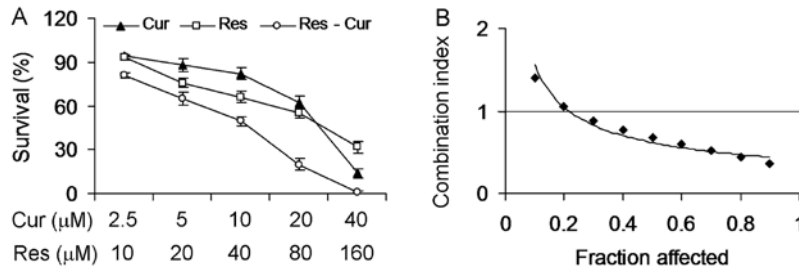 A
Cur Res Res - Cur
120
90
60
30
0
Survival (%)
Cur (μM) 2.5 5 10 20 40
Res (μM) 10 20 40 80 160
B
2
1
0
Combination index
0 0.2 0.4 0.6 0.8 1
Fraction affected